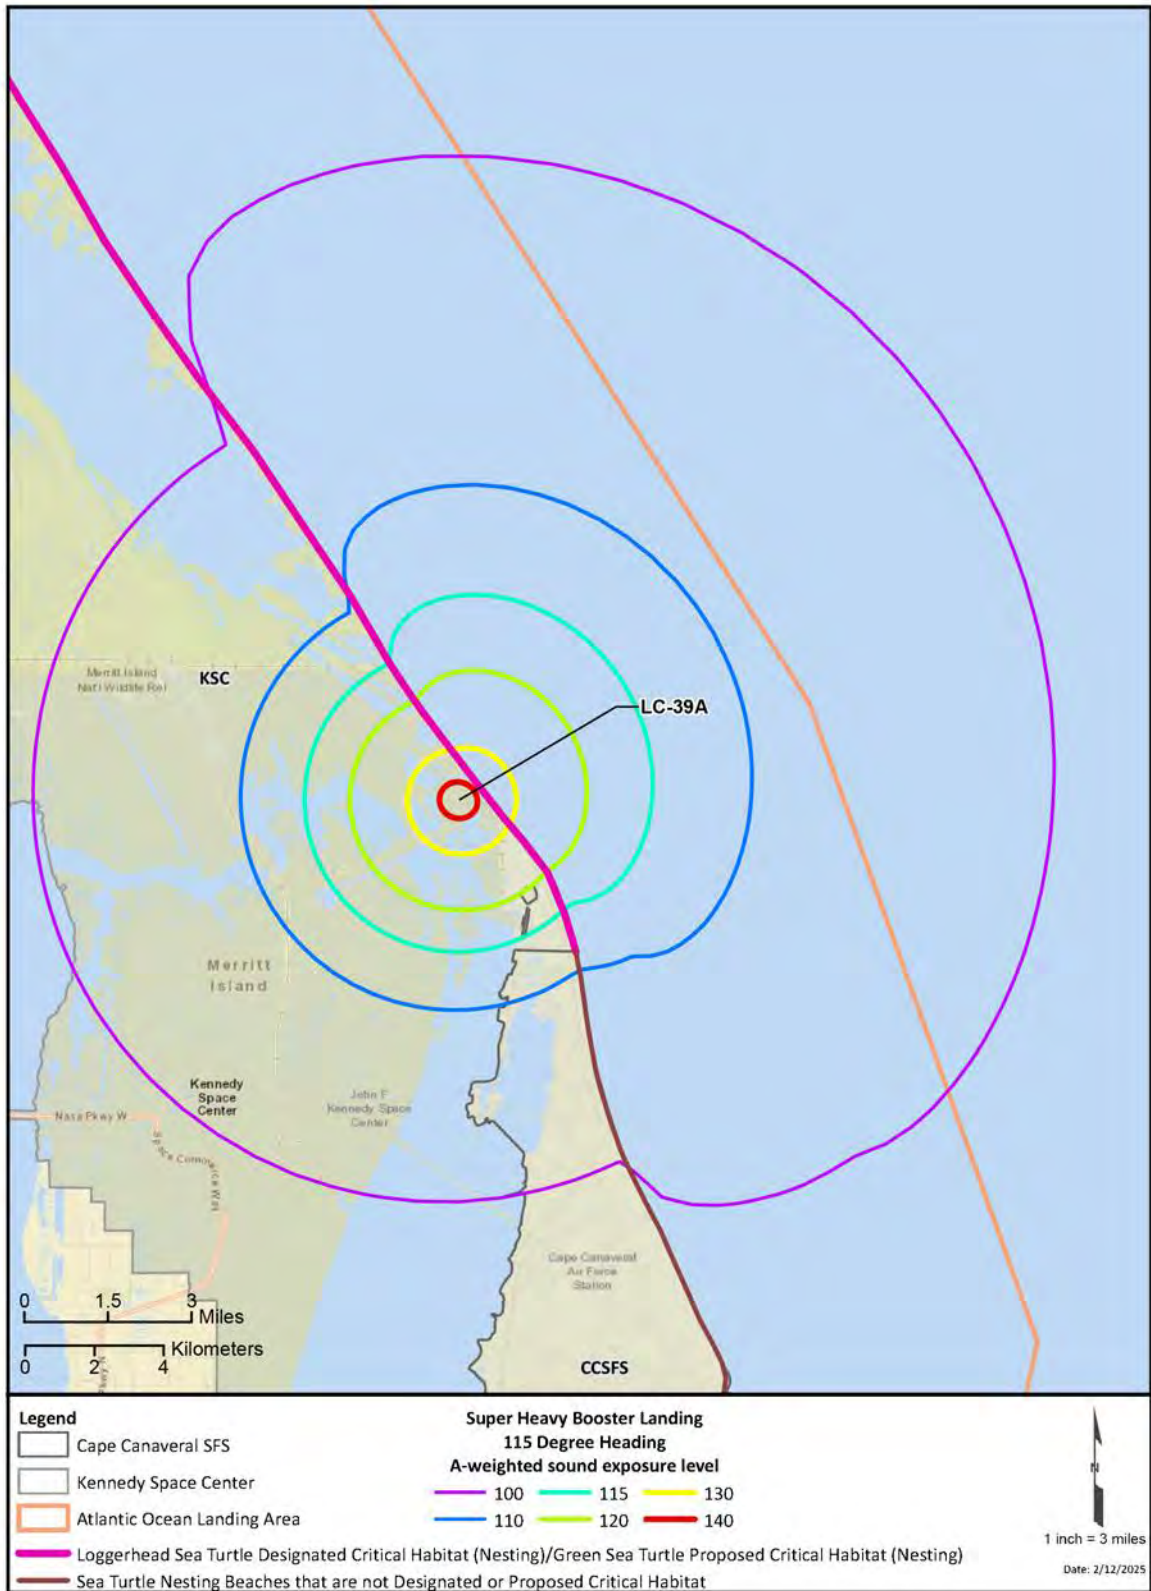 LC-39A
Merritt Island
Nat'l Wildlife Ref
KSC
Merritt
Island
Kennedy
Space
Center
John F
Kennedy Space
Center
Nasa Pkwy W
Space Commerce Way
Cape Canaveral
Air Force
Station
CCSFS
0 1.5 3
Miles
Kilometers
0 2 4
Pkwy N
Legend
Cape Canaveral SFS
Kennedy Space Center
Atlantic Ocean Landing Area
Loggerhead Sea Turtle Designated Critical Habitat (Nesting)/Green Sea Turtle Proposed Critical Habitat (Nesting)
Sea Turtle Nesting Beaches that are not Designated or Proposed Critical Habitat
Super Heavy Booster Landing
115 Degree Heading
A-weighted sound exposure level
100 115 130
110 120 140
N
1 inch = 3 miles
Date: 2/12/2025